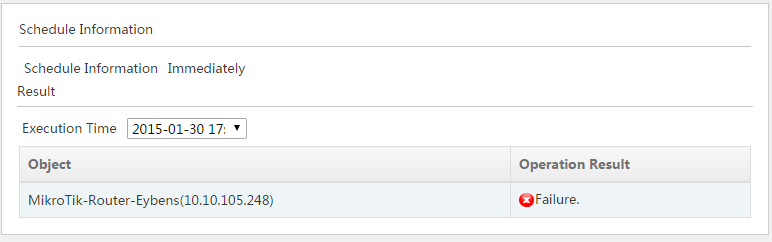 Schedule Information
Schedule Information Immediately
Result
Execution Time 2015-01-30 17:
Object Operation Result
MikroTik-Router-Eybens(10.10.105.248) Failure.